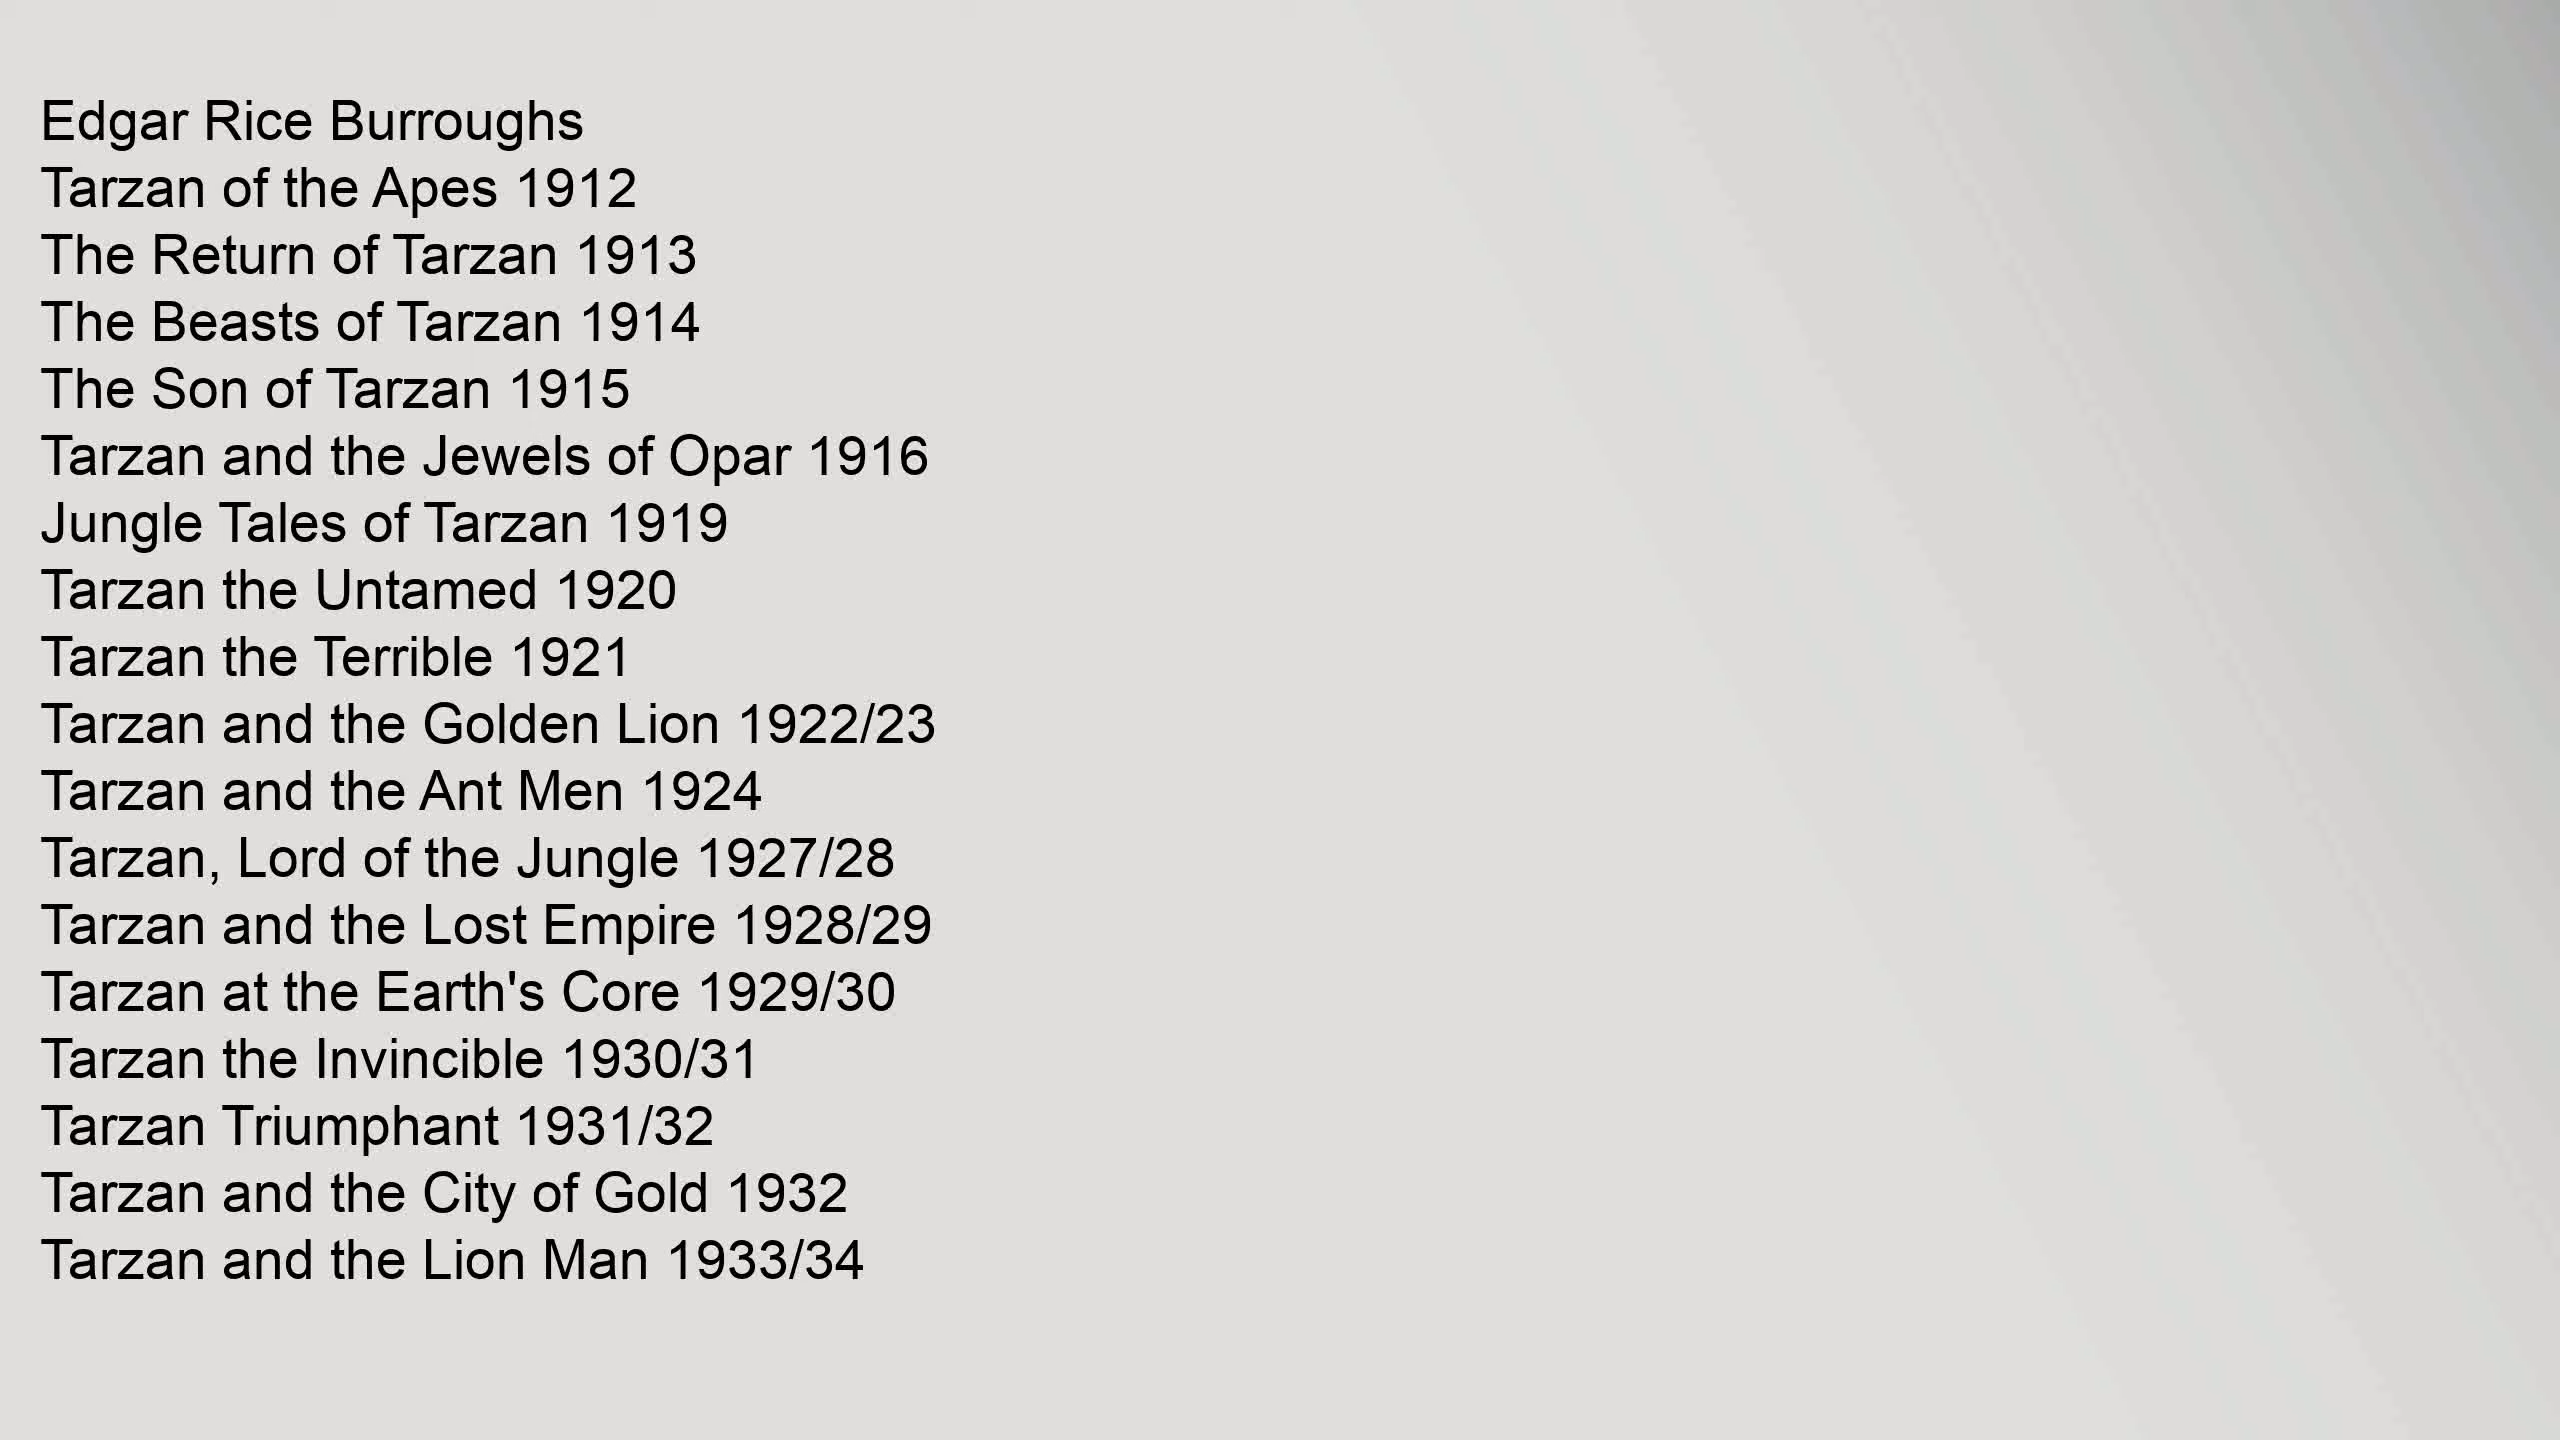 Edgar Rice Burroughs
Tarzan of the Apes 1912
The Return of Tarzan 1913
The Beasts of Tarzan 1914
The Son of Tarzan 1915
Tarzan and the Jewels of Opar 1916
Jungle Tales of Tarzan 1919
Tarzan the Untamed 1920
Tarzan the Terrible 1921
Tarzan and the Golden Lion 1922/23
Tarzan and the Ant Men 1924
Tarzan, Lord of the Jungle 1927/28
Tarzan and the Lost Empire 1928/29
Tarzan at the Earth's Core 1929/30
Tarzan the Invincible 1930/31
Tarzan Triumphant 1931/32
Tarzan and the City of Gold 1932
Tarzan and the Lion Man 1933/34